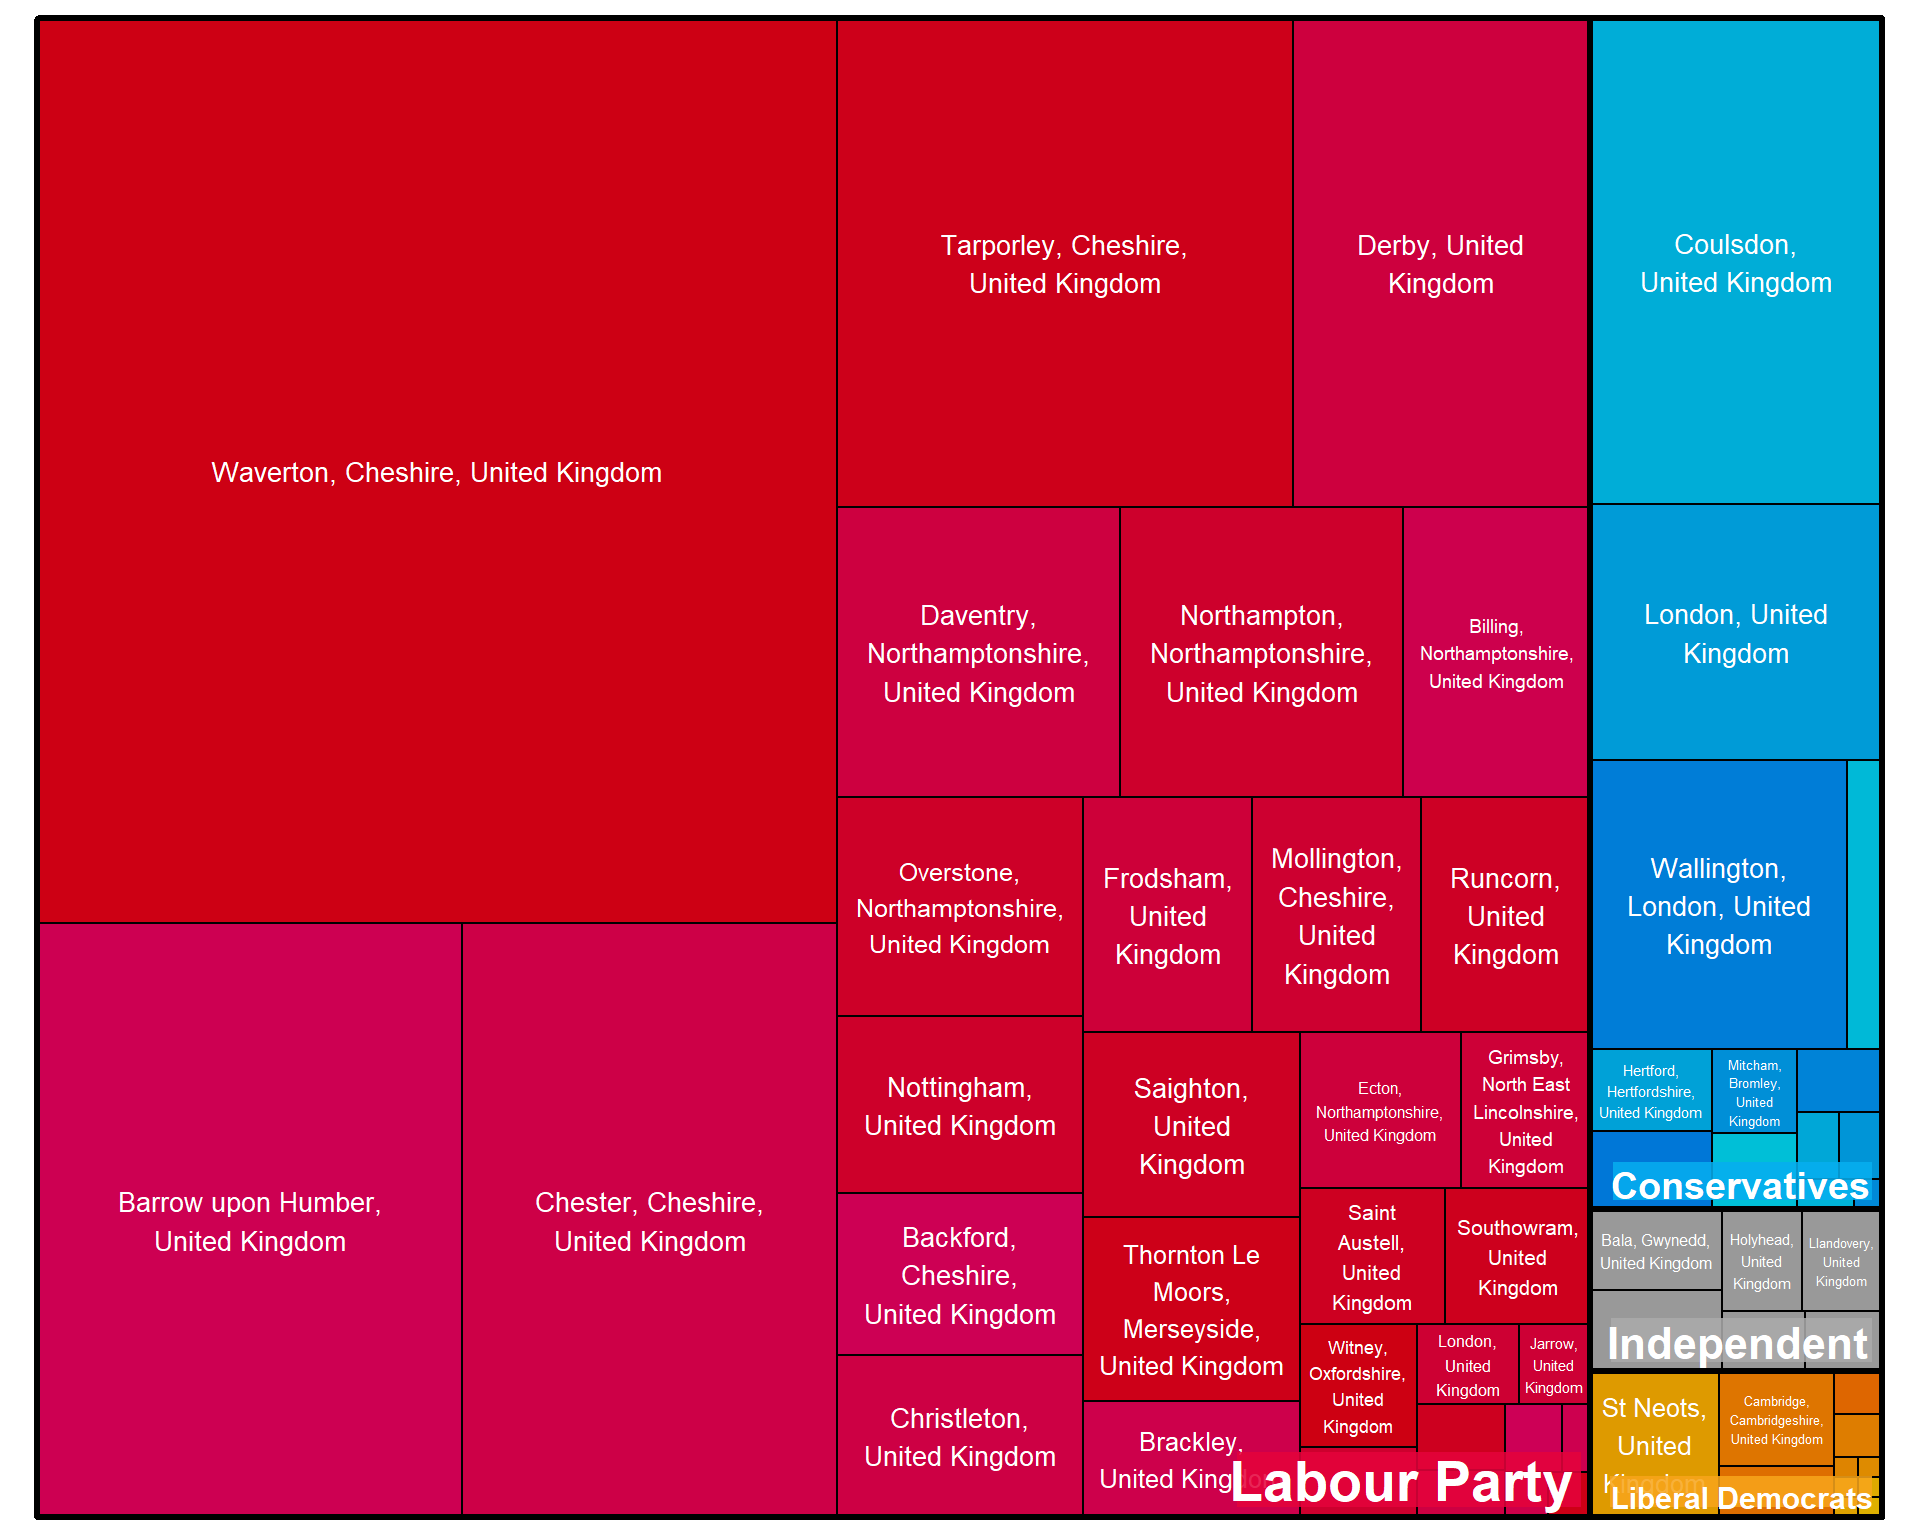 Waverton, Cheshire, United Kingdom
Barrow upon Humber,
United Kingdom
Chester, Cheshire,
United Kingdom
Tarporley, Cheshire,
United Kingdom
Derby, United
Kingdom
Daventry,
Northamptonshire,
United Kingdom
Northampton,
Northamptonshire,
United Kingdom
Billing,
Northamptonshire,
United Kingdom
Overstone,
Northamptonshire,
United Kingdom
Nottingham,
United Kingdom
Backford,
Cheshire,
United Kingdom
Christleton,
United Kingdom
Frodsham,
United
Kingdom
Mollington,
Cheshire,
United
Kingdom
Runcorn,
United
Kingdom
Saighton,
United
Kingdom
Thornton Le
Moors,
Merseyside,
United Kingdom
Brackley,
United Kingdom
Ecton,
Northamptonshire,
United Kingdom
Grimsby,
North East
Lincolnshire,
United
Kingdom
Saint
Austell,
United
Kingdom
Southowram,
United
Kingdom
Witney,
Oxfordshire,
United
Kingdom
London,
United
Kingdom
Jarrow,
United
Kingdom
Labour Party
Coulsdon,
United Kingdom
London, United
Kingdom
Wallington,
London, United
Kingdom
Hertford,
Hertfordshire,
United Kingdom
Mitcham,
Bromley,
United
Kingdom
Conservatives
Bala, Gwynedd,
United Kingdom
Holyhead,
United
Kingdom
Llandovery,
United
Kingdom
Independent
St Neots,
United
Kingdom
Cambridge,
Cambridgeshire,
United Kingdom
Liberal Democrats